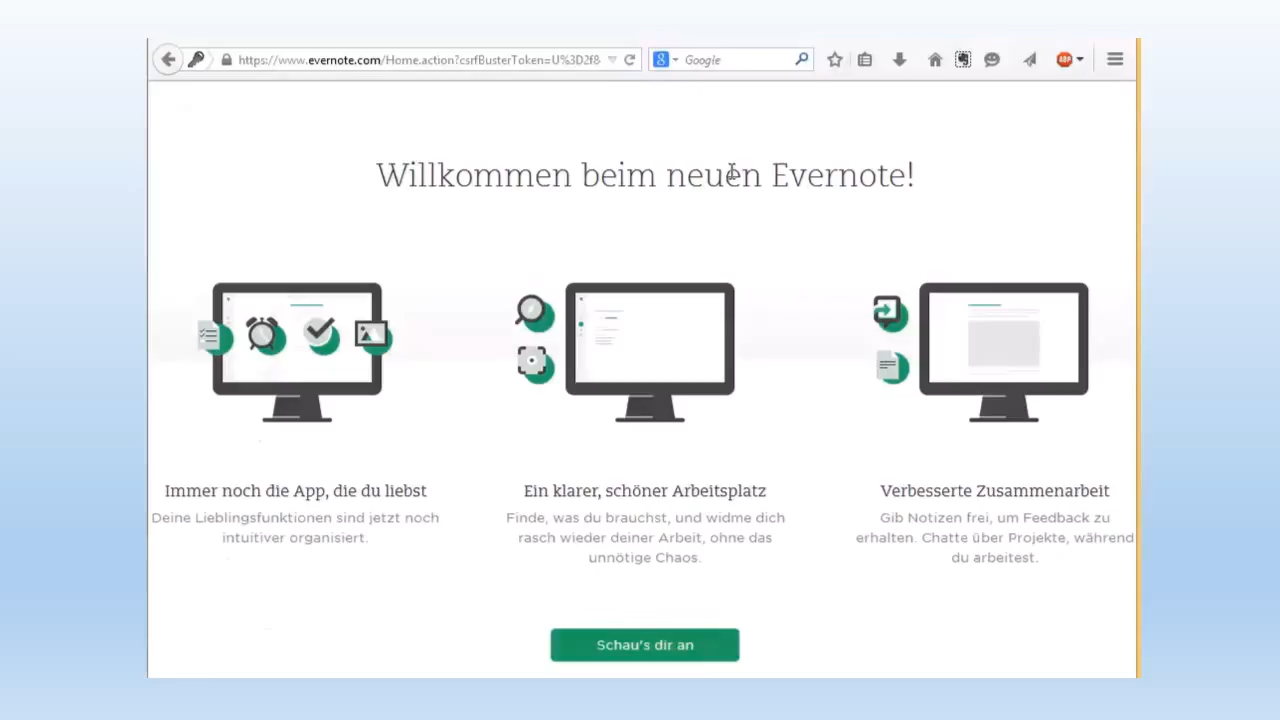 https://www.evernote.com/Home.action?csrfBusterToken=U%3D2f8
Google
ABP
Willkommen beim neuen Evernote!
Immer noch die App, die du liebst
Deine Lieblingsfunktionen sind jetzt noch
intuitiver organisiert.
Ein klarer, schöner Arbeitsplatz
Finde, was du brauchst, und widme dich
rasch wieder deiner Arbeit, ohne das
unnötige Chaos.
Verbesserte Zusammenarbeit
Gib Notizen frei, um Feedback zu
erhalten. Chatte über Projekte, während
du arbeitest.
Schau's dir an